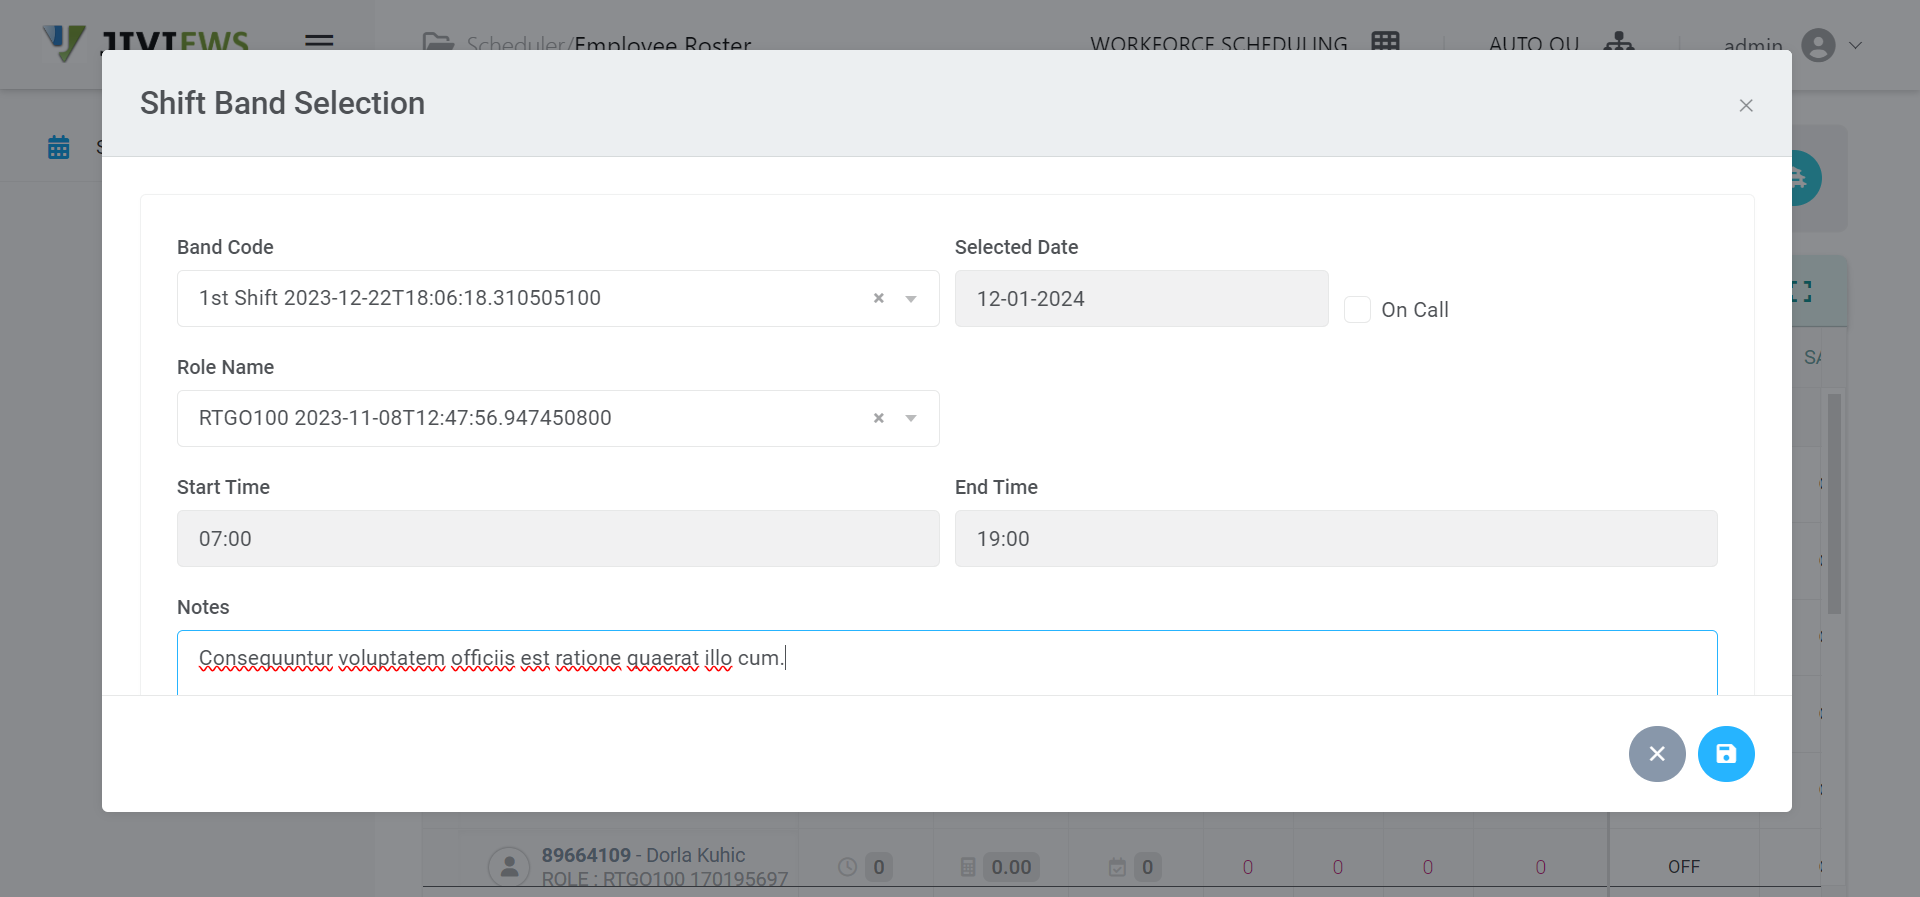 JIVIEWS
Scheduler/Employee Roster
WORKFORCE SCHEDULING
AUTO OU
admin
Shift Band Selection
Band Code
Selected Date
1st Shift 2023-12-22T18:06:18.310505100
12-01-2024
On Call
Role Name
RTGO100 2023-11-08T12:47:56.947450800
Start Time
End Time
07:00
19:00
Notes
Consequuntur voluptatem officiis est ratione quaerat illo cum.
89664109 - Dorla Kuhic
ROLE : RTGO100 170195697
0 0.00 0 0 0 0 0 OFF